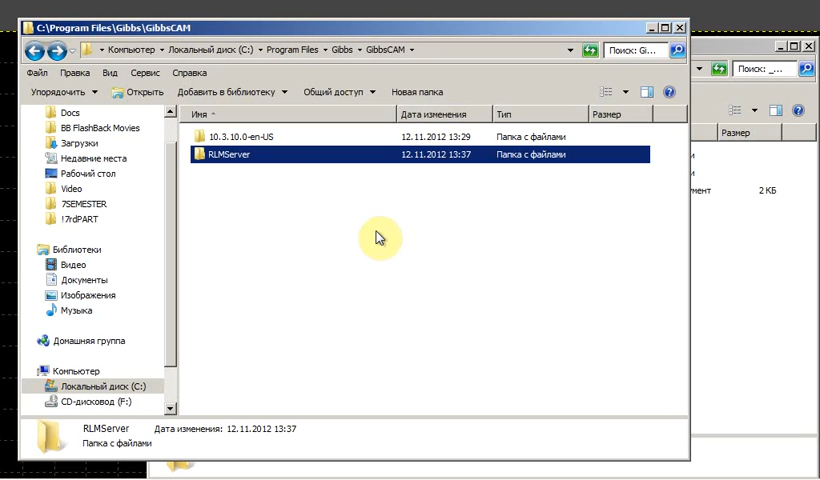 C:\Program Files\Gibbs\GibbsCAM
Компьютер ▸ Локальный диск (C:) ▸ Program Files ▸ Gibbs ▸ GibbsCAM ▸
Поиск: Gi...
Поиск: _...
Файл Правка Вид Сервис Справка
Упорядочить Открыть Добавить в библиотеку Общий доступ Новая папка
Имя Дата изменения Тип Размер
Размер
Docs
BB FlashBack Movies
Загрузки
Недавние места
Рабочий стол
Video
7SEMESTER
!7rdPART
Библиотеки
Видео
Документы
Изображения
Музыка
Домашняя группа
Компьютер
Локальный диск (C:)
CD-дисковод (F:)
10.3.10.0-en-US 12.11.2012 13:29 Папка с файлами
RLMServer 12.11.2012 13:37 Папка с файлами
2 КБ
RLMServer Дата изменения: 12.11.2012 13:37
Папка с файлами